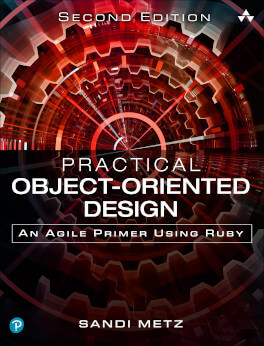 SECOND EDITION
PRACTICAL
OBJECT-ORIENTED
DESIGN
AN AGILE PRIMER USING RUBY
SANDI METZ